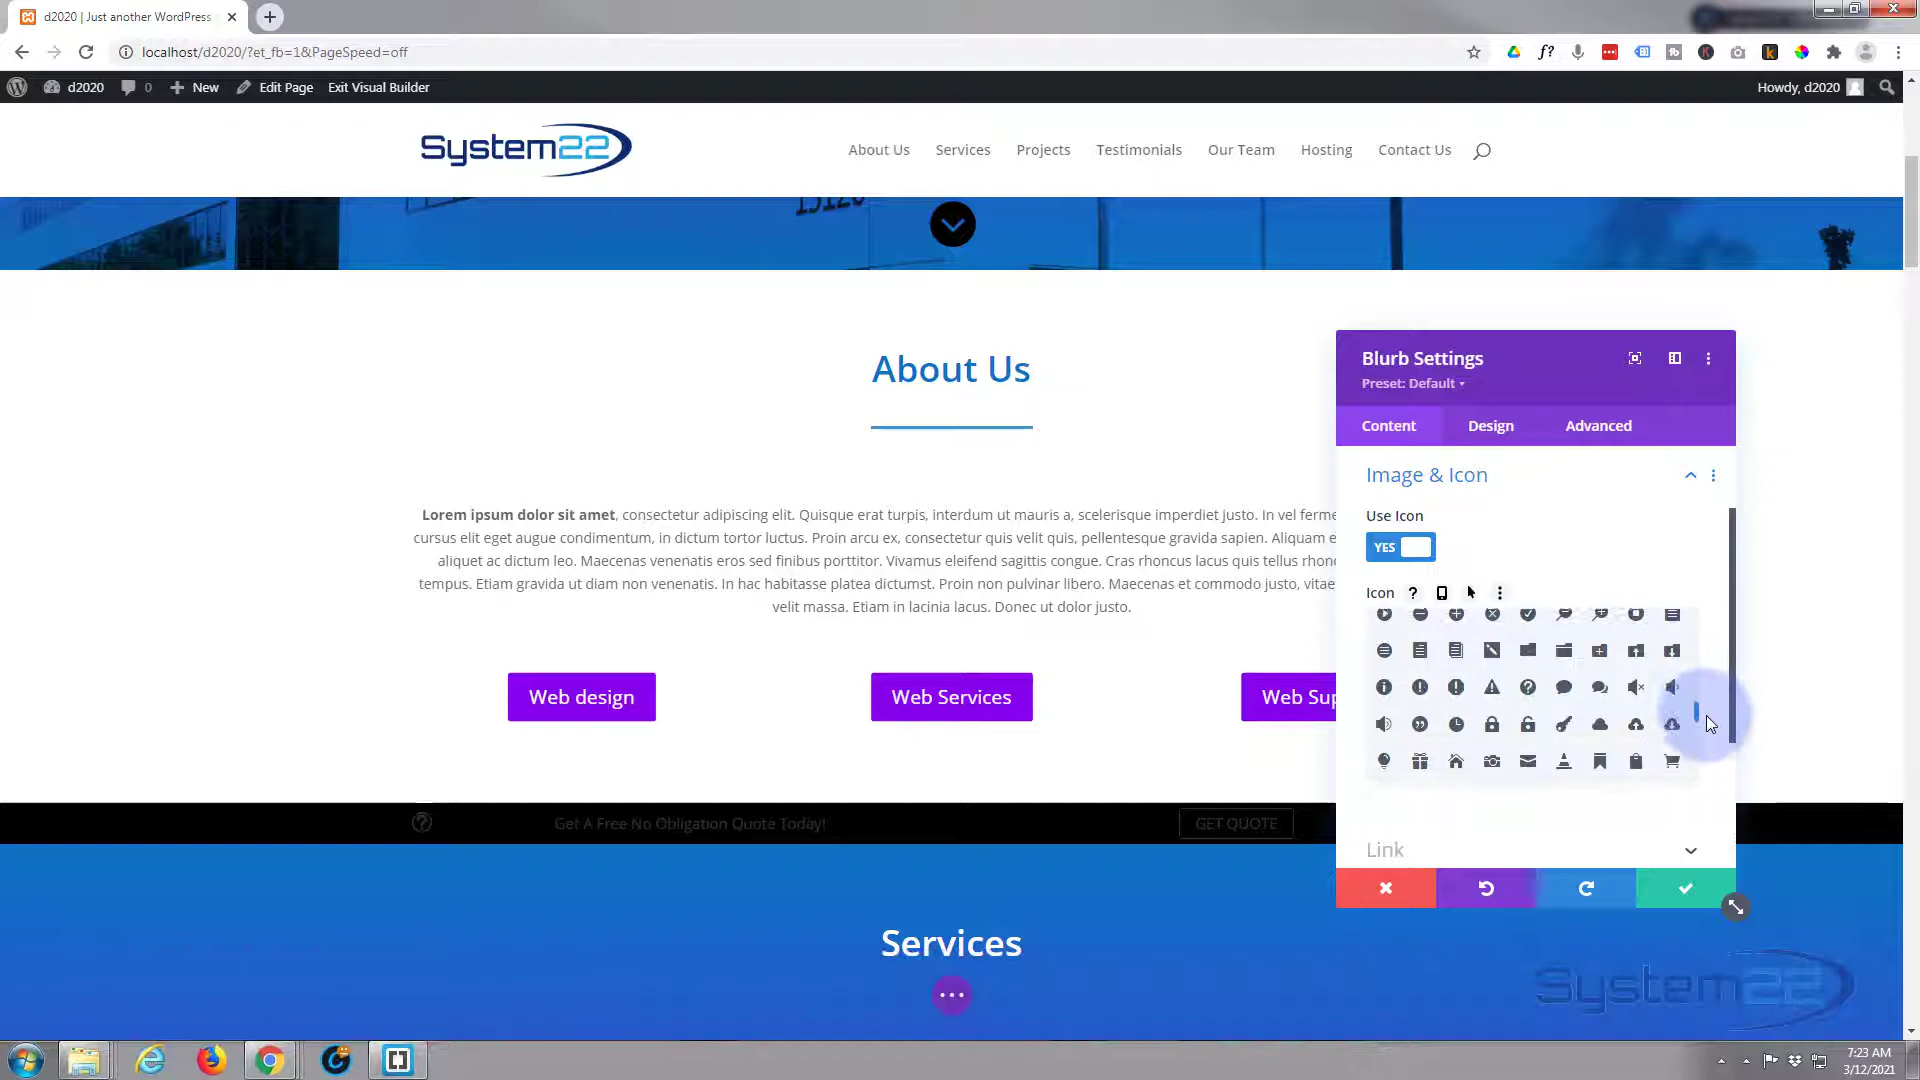 d2020 | Just another WordPress
localhost/d2020/?et_fb=1&PageSpeed=off
d2020 0 New Edit Page Exit Visual Builder Howdy, d2020
System22 About Us Services Projects Testimonials Our Team Hosting Contact Us
15120
About Us
Lorem ipsum dolor sit amet, consectetur adipiscing elit. Quisque erat turpis, interdum ut mauris a, scelerisque imperdiet justo. In vel ferme
cursus elit eget augue condimentum, in dictum tortor luctus. Proin arcu ex, consectetur quis velit quis, pellentesque gravida sapien. Aliquam e
aliquet ac dictum leo. Maecenas venenatis eros sed finibus porttitor. Vivamus eleifend sagittis congue. Cras rhoncus lacus quis tellus rhonc
tempus. Etiam gravida ut diam non venenatis. In hac habitasse platea dictumst. Proin non pulvinar libero. Maecenas et commodo justo, vitae
velit massa. Etiam in lacinia lacus. Donec ut dolor justo.
Web design Web Services Web Sup
Get A Free No Obligation Quote Today! GET QUOTE
Services
Blurb Settings
Preset: Default
Content Design Advanced
Image & Icon
Use Icon
YES
Icon
Link
System22
7:23 AM
3/12/2021